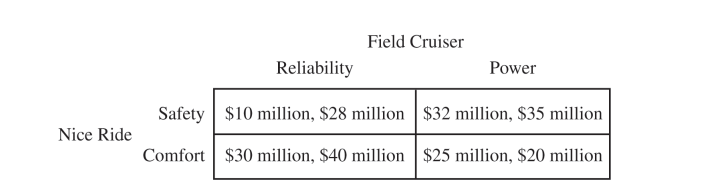 Field Cruiser
Reliability Power
Safety $10 million, $28 million $32 million, $35 million
Nice Ride
Comfort $30 million, $40 million $25 million, $20 million